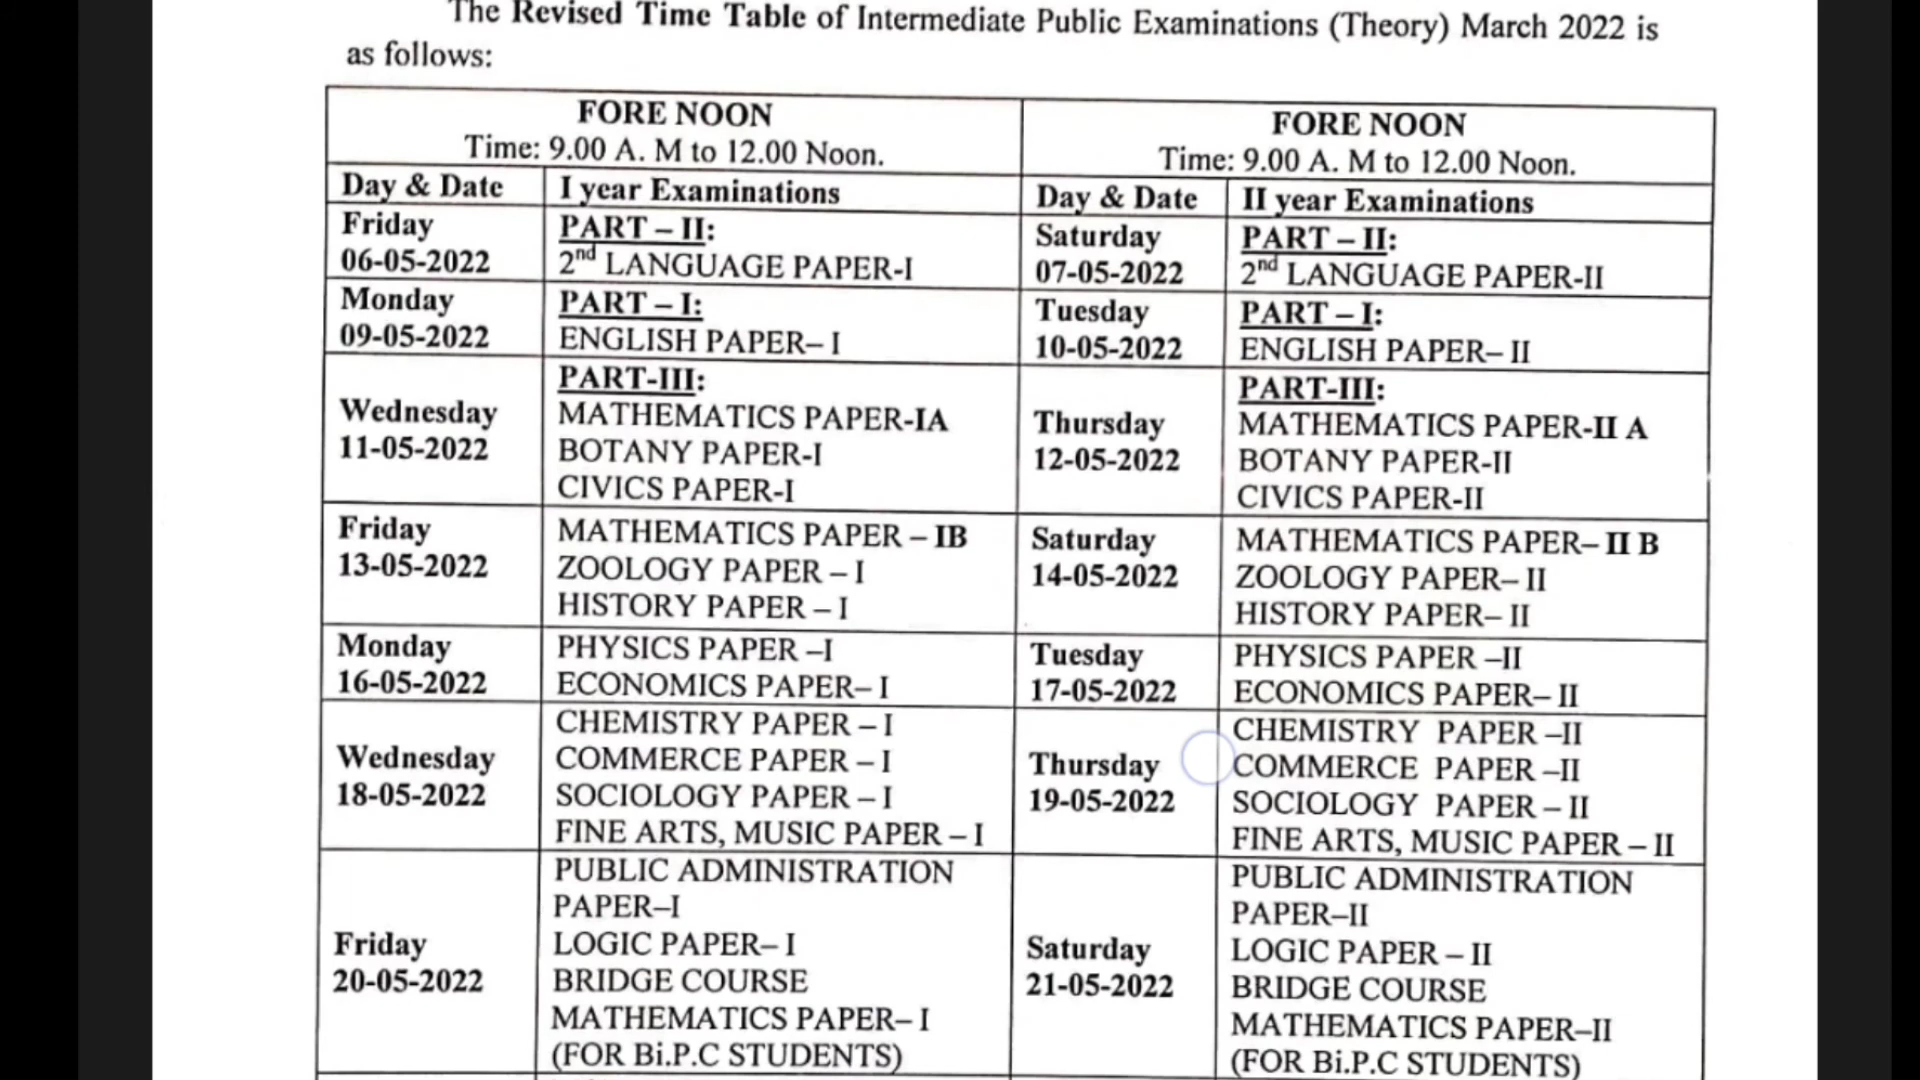 The Revised Time Table of Intermediate Public Examinations (Theory) March 2022 is
as follows:
FORE NOON
Time: 9.00 A. M to 12.00 Noon.
FORE NOON
Time: 9.00 A. M to 12.00 Noon.
Day & Date
I year Examinations
Day & Date
II year Examinations
Friday
06-05-2022
PART – II:
2nd LANGUAGE PAPER-I
Saturday
07-05-2022
PART – II:
2nd LANGUAGE PAPER-II
Monday
09-05-2022
PART – I:
ENGLISH PAPER– I
Tuesday
10-05-2022
PART – I:
ENGLISH PAPER– II
Wednesday
11-05-2022
PART-III:
MATHEMATICS PAPER-IA
BOTANY PAPER-I
CIVICS PAPER-I
Thursday
12-05-2022
PART-III:
MATHEMATICS PAPER-II A
BOTANY PAPER-II
CIVICS PAPER-II
Friday
13-05-2022
MATHEMATICS PAPER – IB
ZOOLOGY PAPER – I
HISTORY PAPER – I
Saturday
14-05-2022
MATHEMATICS PAPER– II B
ZOOLOGY PAPER– II
HISTORY PAPER– II
Monday
16-05-2022
PHYSICS PAPER –I
ECONOMICS PAPER– I
Tuesday
17-05-2022
PHYSICS PAPER –II
ECONOMICS PAPER– II
Wednesday
18-05-2022
CHEMISTRY PAPER – I
COMMERCE PAPER – I
SOCIOLOGY PAPER – I
FINE ARTS, MUSIC PAPER – I
Thursday
19-05-2022
CHEMISTRY PAPER –II
COMMERCE PAPER –II
SOCIOLOGY PAPER – II
FINE ARTS, MUSIC PAPER – II
Friday
20-05-2022
PUBLIC ADMINISTRATION
PAPER–I
LOGIC PAPER– I
BRIDGE COURSE
MATHEMATICS PAPER– I
(FOR Bi.P.C STUDENTS)
Saturday
21-05-2022
PUBLIC ADMINISTRATION
PAPER–II
LOGIC PAPER – II
BRIDGE COURSE
MATHEMATICS PAPER–II
(FOR Bi.P.C STUDENTS)